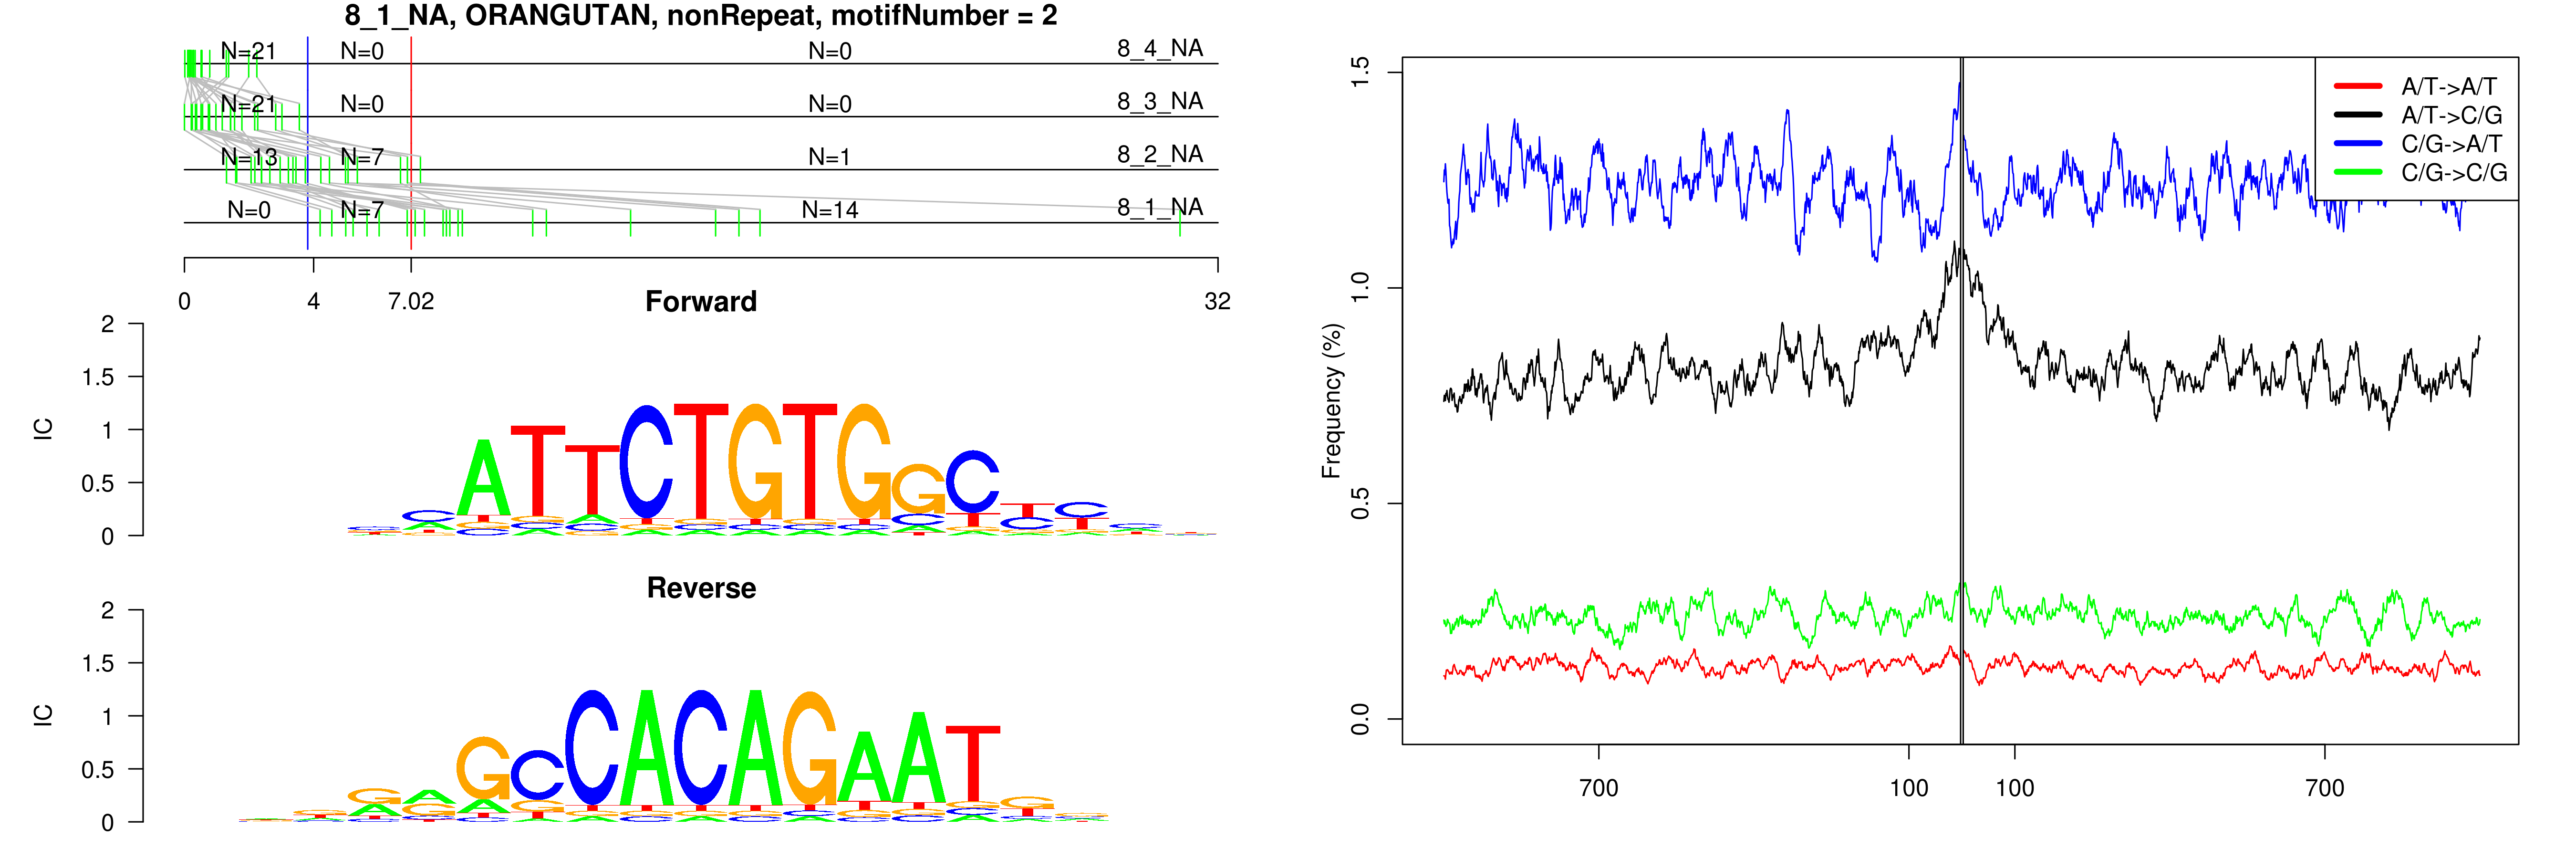 8_1_NA, ORANGUTAN, nonRepeat, motifNumber = 2
N=21 N=0 N=0 8_4_NA
N=21 N=0 N=0 8_3_NA
N=13 N=7 N=1 8_2_NA
N=0 N=7 N=14 8_1_NA
0 4 7.02 32
Forward
IC
2
1.5
1
0.5
0
ATTCTGTGGCTC
Reverse
IC
2
1.5
1
0.5
0
GAGCCACAGAATG
Frequency (%)
1.5
1.0
0.5
0.0
700 100 100 700
A/T->A/T
A/T->C/G
C/G->A/T
C/G->C/G